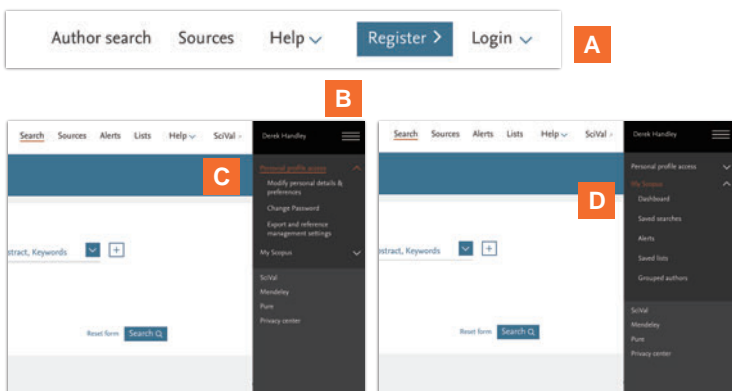 Author search Sources Help Register Login
A
B
Search Sources Alerts Lists Help SciVal Derek Handley
C
Personal profile access
Modify personal details &
preferences
Change Password
Export and reference
management settings
stract, Keywords
My Scopus
SciVal
Mendeley
Pure
Privacy center
Reset form Search
Search Sources Alerts Lists Help SciVal Derek Handley
D
Personal profile access
My Scopus
Dashboard
Saved searches
Alerts
Saved lists
Grouped authors
stract, Keywords
SciVal
Mendeley
Pure
Privacy center
Reset form Search